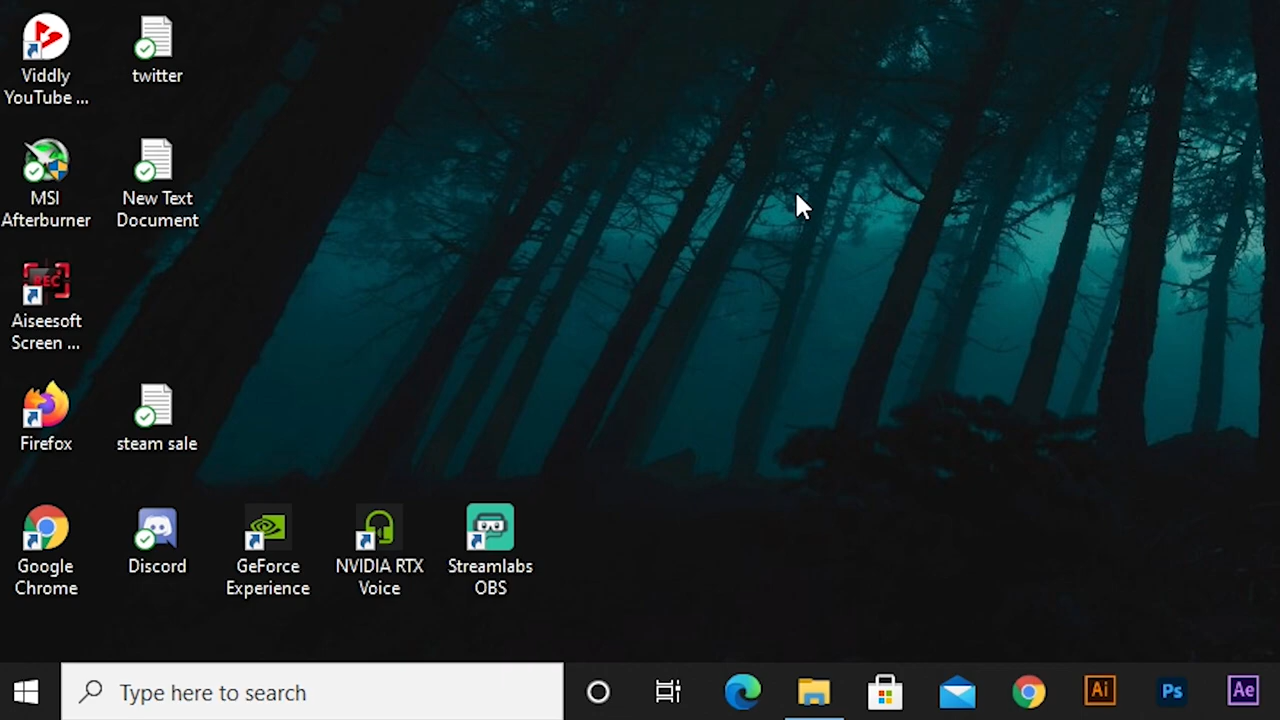 Viddly
YouTube ...
twitter
MSI
Afterburner
New Text
Document
REC
Aiseesoft
Screen ...
Firefox
steam sale
Google
Chrome
Discord
GeForce
Experience
NVIDIA RTX
Voice
Streamlabs
OBS
Type here to search
Ai
Ps
Ae